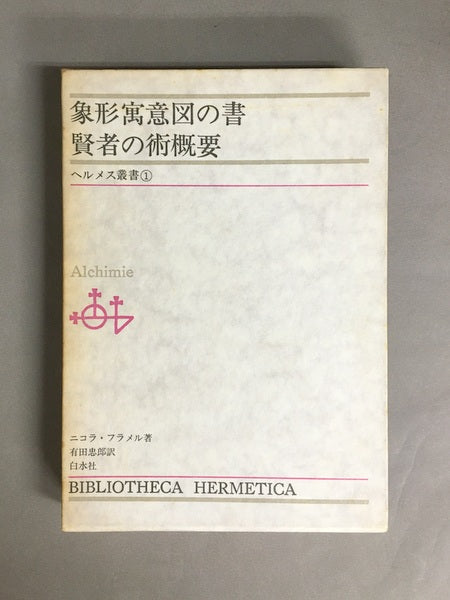 象形寓意図の書
賢者の術概要
ヘルメス叢書①
Alchimie
ニコラ・フラメル著
有田忠郎訳
白水社
BIBLIOTHECA HERMETICA